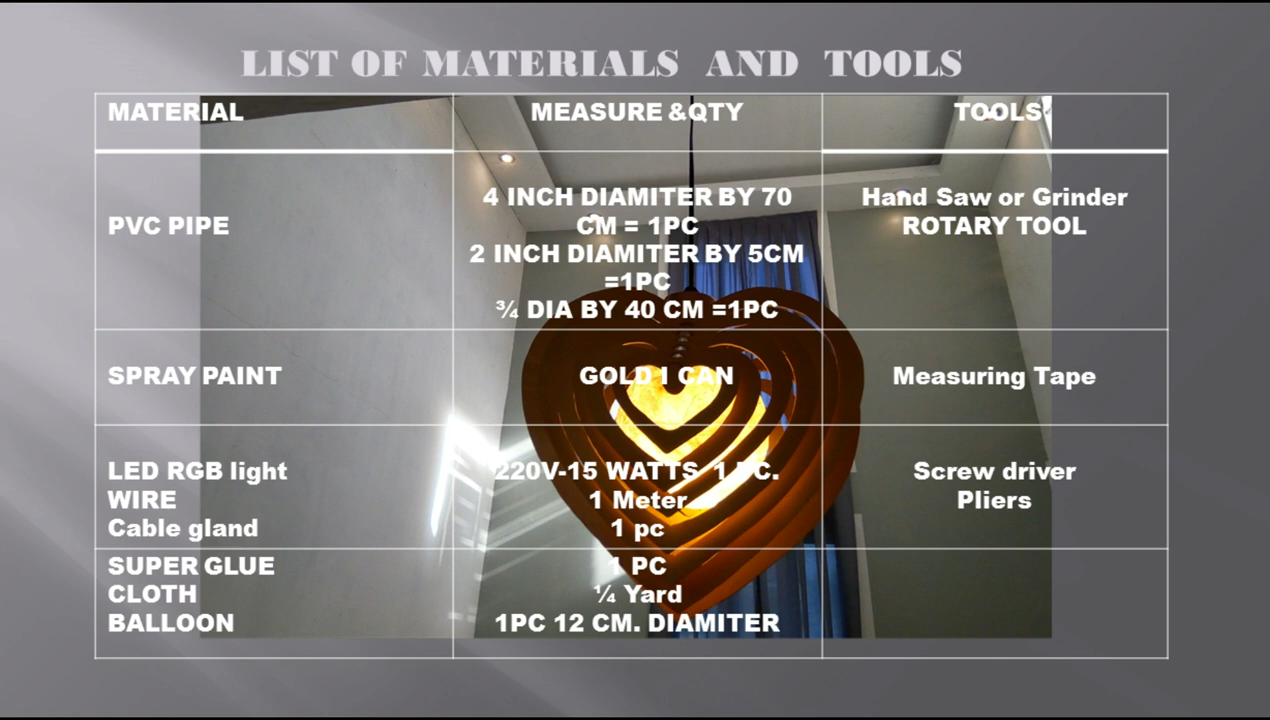 LIST OF MATERIALS AND TOOLS
MATERIAL MEASURE &QTY TOOLS
PVC PIPE
4 INCH DIAMITER BY 70
CM = 1PC
2 INCH DIAMITER BY 5CM
=1PC
¾ DIA BY 40 CM =1PC
Hand Saw or Grinder
ROTARY TOOL
SPRAY PAINT
GOLD 1 CAN
Measuring Tape
LED RGB light
WIRE
Cable gland
220V-15 WATTS 1 PC.
1 Meter
1 pc
Screw driver
Pliers
SUPER GLUE
CLOTH
BALLOON
1 PC
¼ Yard
1PC 12 CM. DIAMITER